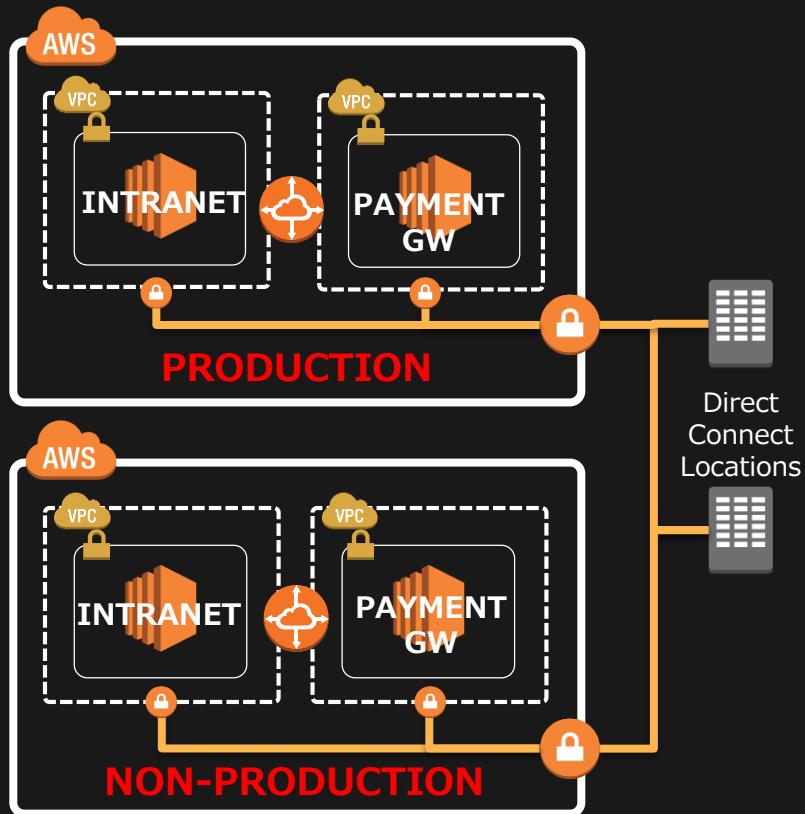 AWS
VPC
VPC
INTRANET
PAYMENT
GW
PRODUCTION
Direct
Connect
Locations
AWS
VPC
VPC
INTRANET
PAYMENT
GW
NON-PRODUCTION